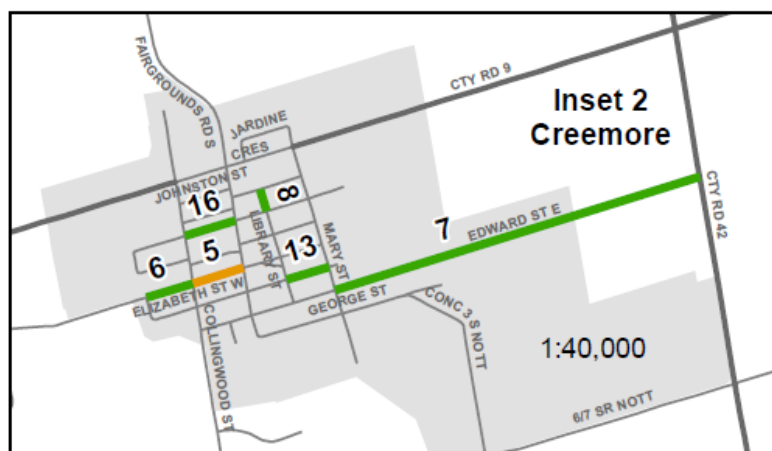 FAIRGROUNDS RD S
CTY RD 9
Inset 2
Creemore
JARDINE
CRES
JOHNSTON ST
CTY RD 42
16
8
LIBRARY ST
MARY ST
7
EDWARD ST E
5
13
6
ELIZABETH ST W
GEORGE ST
CONC 3 S NOTT
COLLINGWOOD ST
1:40,000
6/7 SR NOTT